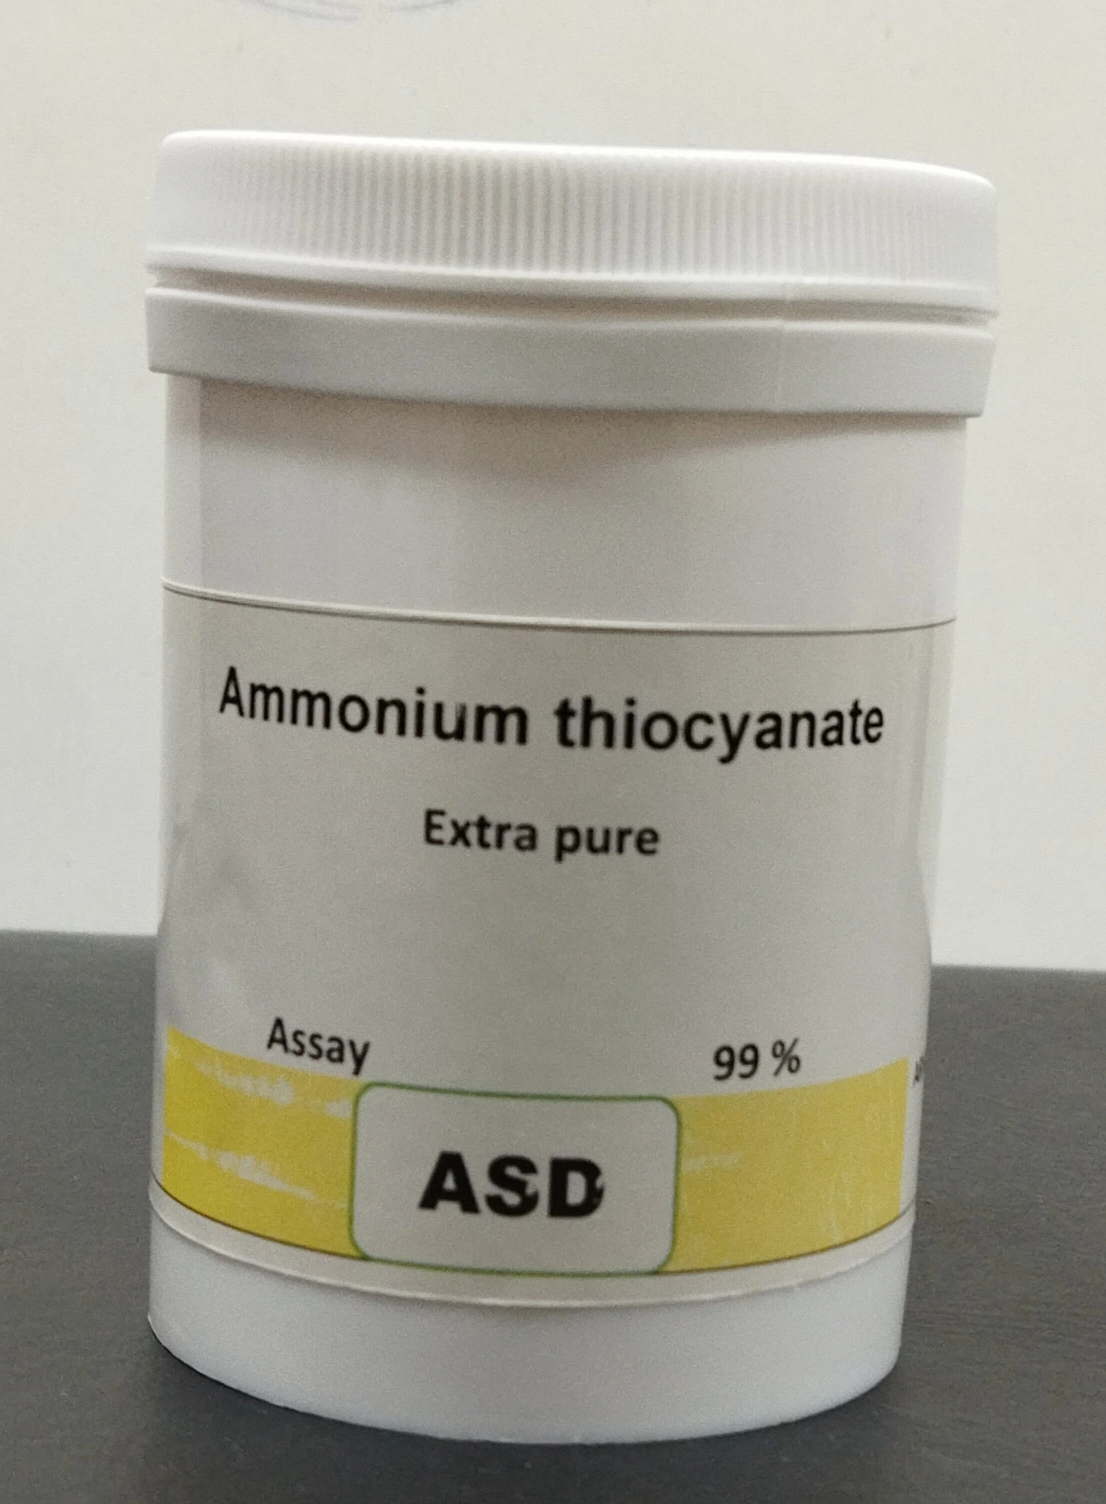 Ammonium thiocyanate
Extra pure
Assay 99 %
ASD